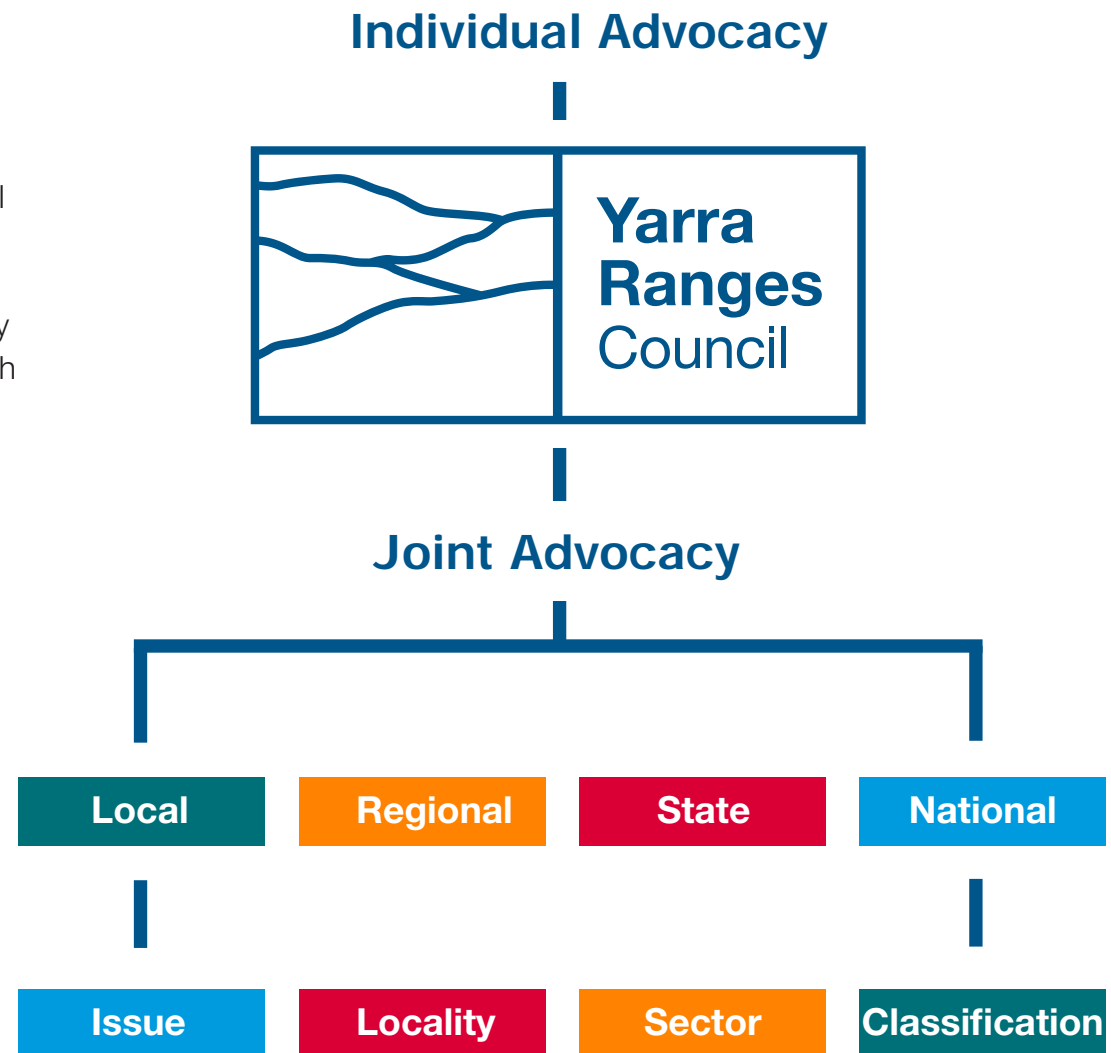 Individual Advocacy
l
y
h
Yarra
Ranges
Council
Joint Advocacy
Local Regional State National
Issue Locality Sector Classification